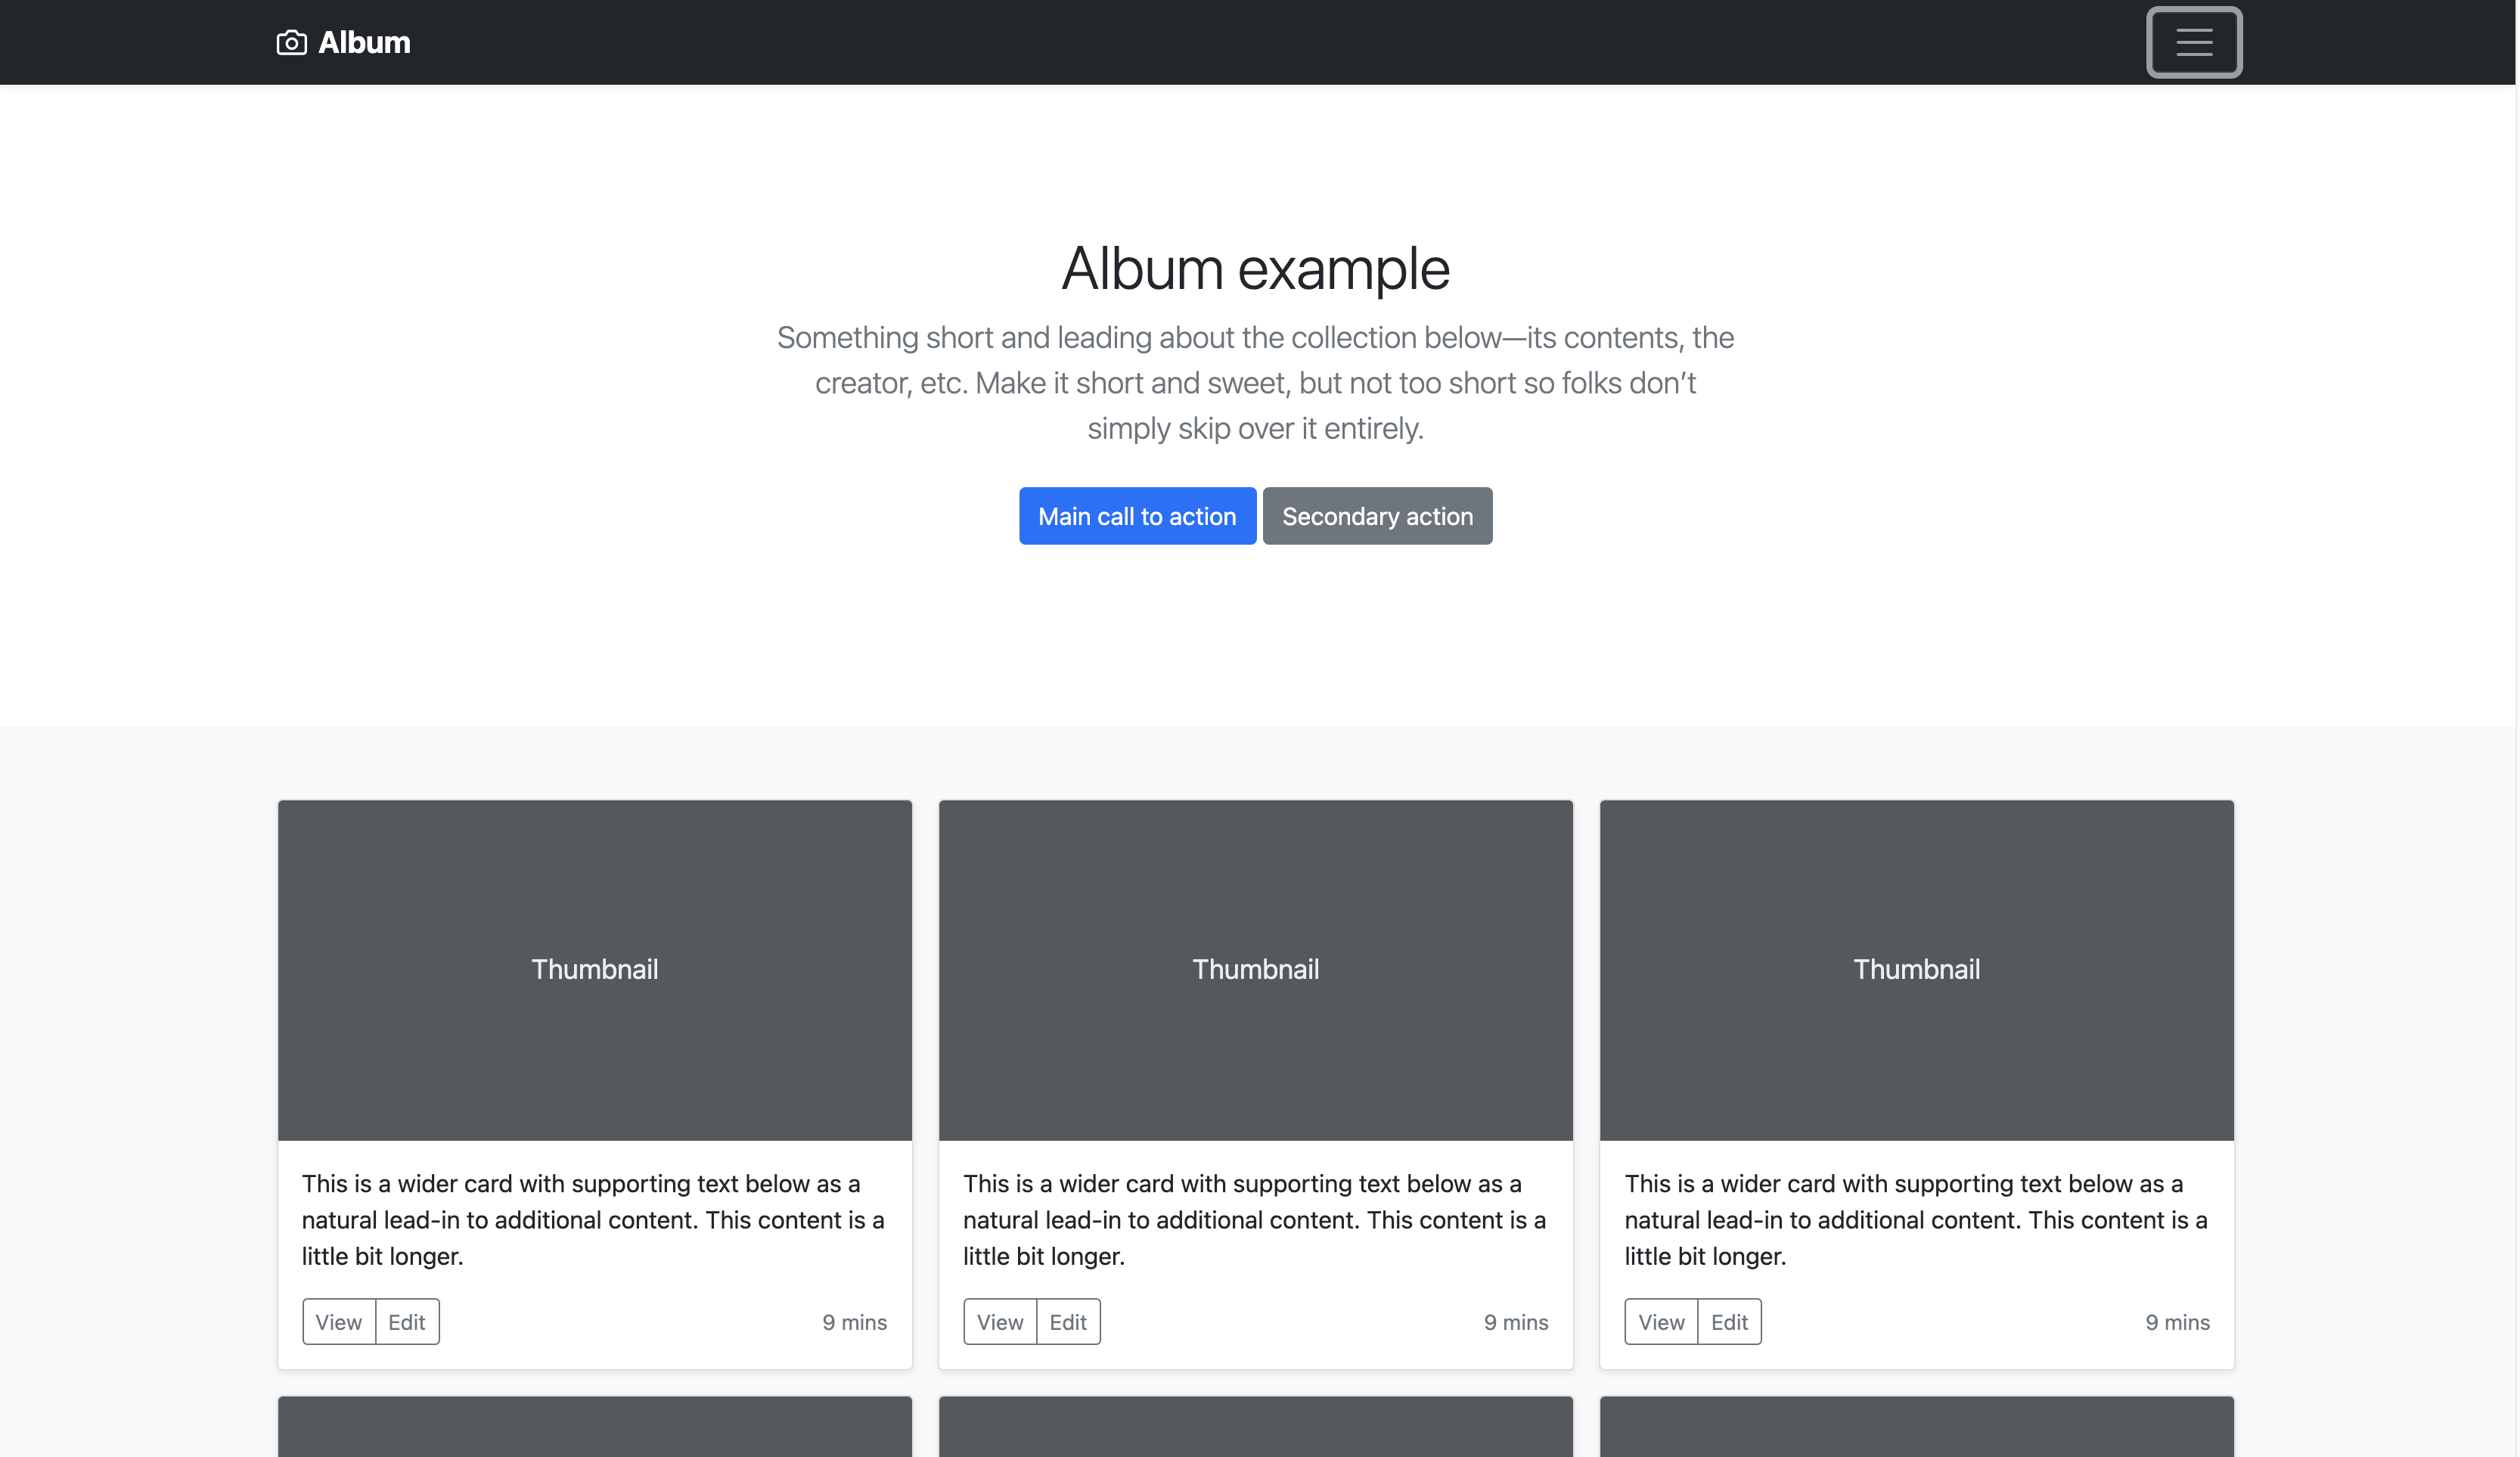 Album
Album example
Something short and leading about the collection below—its contents, the
creator, etc. Make it short and sweet, but not too short so folks don’t
simply skip over it entirely.
Main call to action
Secondary action
Thumbnail
This is a wider card with supporting text below as a
natural lead-in to additional content. This content is a
little bit longer.
View
Edit
9 mins
Thumbnail
This is a wider card with supporting text below as a
natural lead-in to additional content. This content is a
little bit longer.
View
Edit
9 mins
Thumbnail
This is a wider card with supporting text below as a
natural lead-in to additional content. This content is a
little bit longer.
View
Edit
9 mins